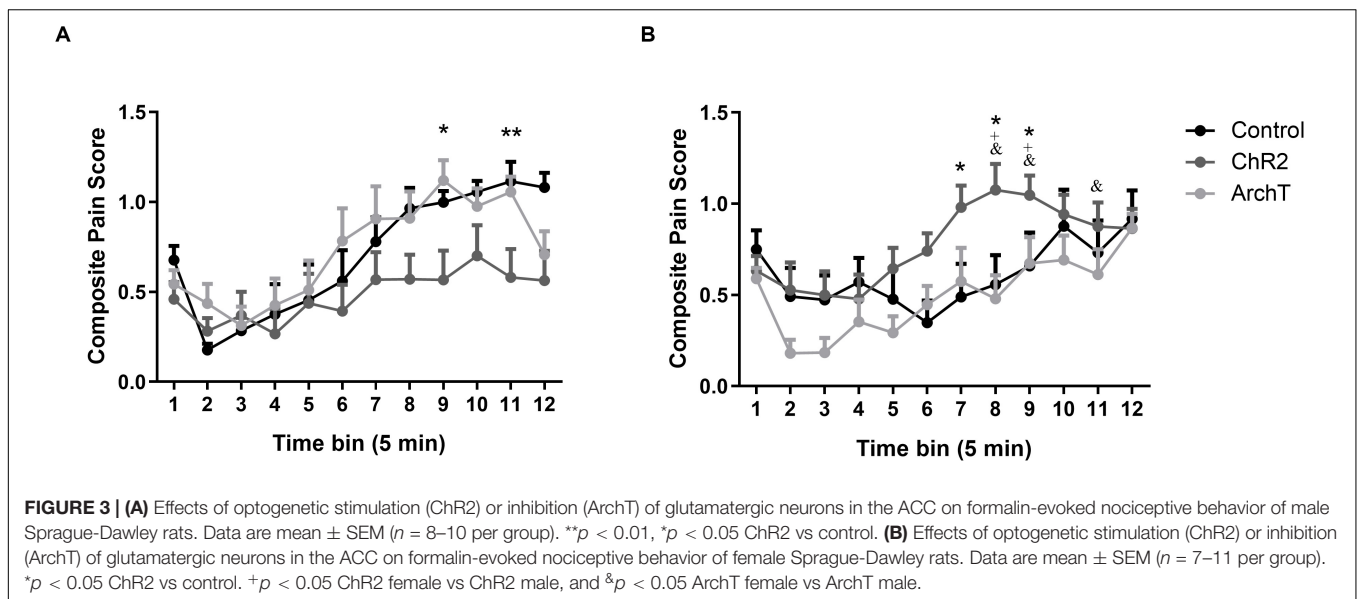 A
B
1.5
1.0
0.5
0.0
Composite Pain Score
* **
1 2 3 4 5 6 7 8 9 10 11 12
Time bin (5 min)
1.5
1.0
0.5
0.0
Composite Pain Score
* *
+ +
* & & &
1 2 3 4 5 6 7 8 9 10 11 12
Time bin (5 min)
Control
ChR2
ArchT
FIGURE 3 | (A) Effects of optogenetic stimulation (ChR2) or inhibition (ArchT) of glutamatergic neurons in the ACC on formalin-evoked nociceptive behavior of male
Sprague-Dawley rats. Data are mean ± SEM (n = 8–10 per group). **p < 0.01, *p < 0.05 ChR2 vs control. (B) Effects of optogenetic stimulation (ChR2) or inhibition
(ArchT) of glutamatergic neurons in the ACC on formalin-evoked nociceptive behavior of female Sprague-Dawley rats. Data are mean ± SEM (n = 7–11 per group).
*p < 0.05 ChR2 vs control. +p < 0.05 ChR2 female vs ChR2 male, and &p < 0.05 ArchT female vs ArchT male.